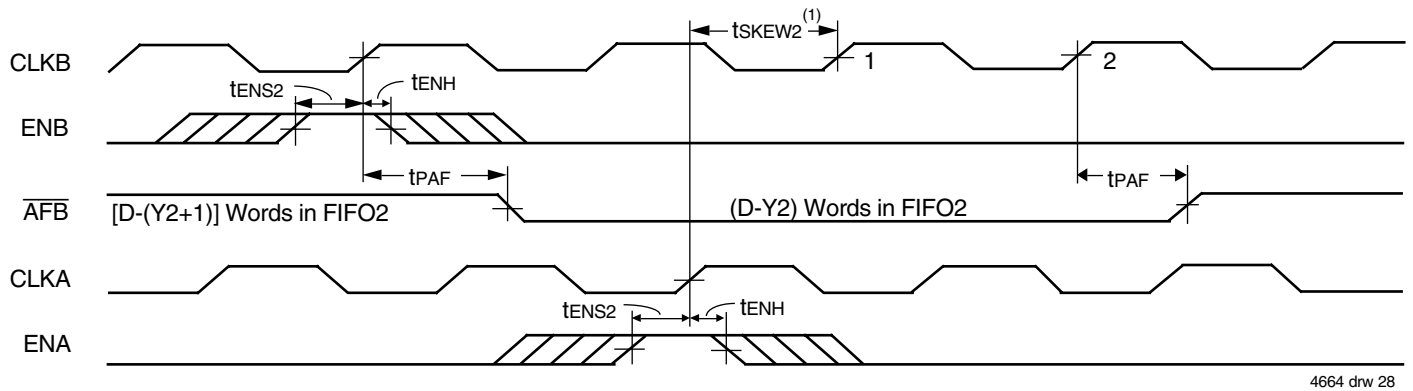 tSKEW2 (1)
CLKB
1
2
tENS2
tENH
ENB
tPAF
tPAF
AFB
[D-(Y2+1)] Words in FIFO2
(D-Y2) Words in FIFO2
CLKA
tENS2
tENH
ENA
4664 drw 28